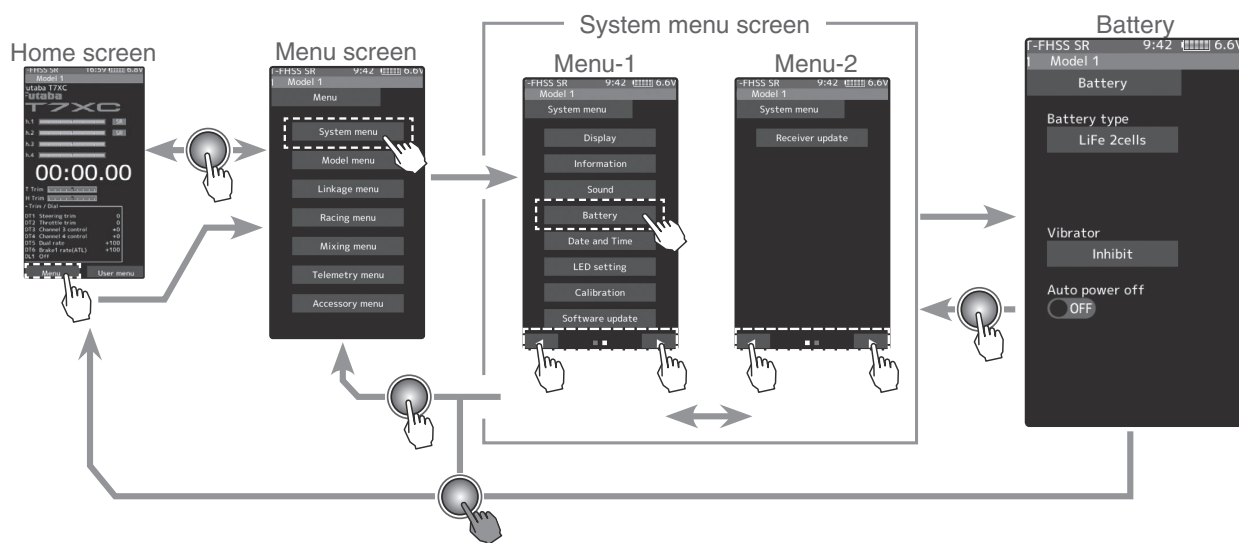 System menu screen
Home screen
-FHSS SR 16:59 6.8V
Model 1
utaba T7XC
Futaba
T7XC
h.1 SR
h.2 SR
h.3
h.4
00:00.00
T Trim
H Trim
Trim / Dial
DT1 Steering trim 0
DT2 Throttle trim 0
DT3 Channel 3 control +0
DT4 Channel 4 control +0
DT5 Dual rate +100
DT6 Brake1 rate(ATL) +100
DL1 Off
Menu User menu
Menu screen
T-FHSS SR 9:42 6.6V
Model 1
Menu
System menu
Model menu
Linkage menu
Racing menu
Mixing menu
Telemetry menu
Accessory menu
Menu-1
-FHSS SR 9:42 6.6V
Model 1
System menu
Display
Information
Sound
Battery
Date and Time
LED setting
Calibration
Software update
Menu-2
-FHSS SR 9:42 6.6V
Model 1
System menu
Receiver update
Battery
T-FHSS SR 9:42 6.6V
1 Model 1
Battery
Battery type
LiFe 2cells
Vibrator
Inhibit
Auto power off
OFF